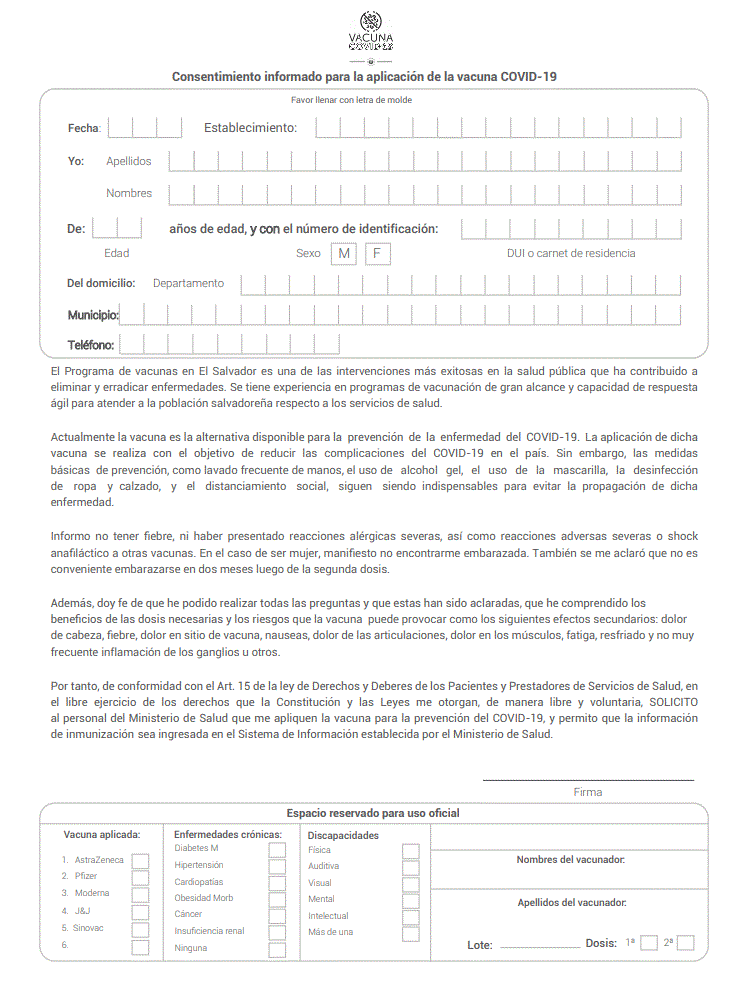 VACUNA
COVID-19
Consentimiento informado para la aplicación de la vacuna COVID-19
Favor llenar con letra de molde
Fecha: Establecimiento:
Yo: Apellidos
Nombres
De: años de edad, y con el número de identificación:
Edad Sexo M F DUI o carnet de residencia
Del domicilio: Departamento
Municipio:
Teléfono:
El Programa de vacunas en El Salvador es una de las intervenciones más exitosas en la salud pública que ha contribuido a
eliminar y erradicar enfermedades. Se tiene experiencia en programas de vacunación de gran alcance y capacidad de respuesta
ágil para atender a la población salvadoreña respecto a los servicios de salud.
Actualmente la vacuna es la alternativa disponible para la prevención de la enfermedad del COVID-19. La aplicación de dicha
vacuna se realiza con el objetivo de reducir las complicaciones del COVID-19 en el país. Sin embargo, las medidas
básicas de prevención, como lavado frecuente de manos, el uso de alcohol gel, el uso de la mascarilla, la desinfección
de ropa y calzado, y el distanciamiento social, siguen siendo indispensables para evitar la propagación de dicha
enfermedad.
Informo no tener fiebre, ni haber presentado reacciones alérgicas severas, así como reacciones adversas severas o shock
anafiláctico a otras vacunas. En el caso de ser mujer, manifiesto no encontrarme embarazada. También se me aclaró que no es
conveniente embarazarse en dos meses luego de la segunda dosis.
Además, doy fe de que he podido realizar todas las preguntas y que estas han sido aclaradas, que he comprendido los
beneficios de las dosis necesarias y los riesgos que la vacuna puede provocar como los siguientes efectos secundarios: dolor
de cabeza, fiebre, dolor en sitio de vacuna, nauseas, dolor de las articulaciones, dolor en los músculos, fatiga, resfriado y no muy
frecuente inflamación de los ganglios u otros.
Por tanto, de conformidad con el Art. 15 de la ley de Derechos y Deberes de los Pacientes y Prestadores de Servicios de Salud, en
el libre ejercicio de los derechos que la Constitución y las Leyes me otorgan, de manera libre y voluntaria, SOLICITO
al personal del Ministerio de Salud que me apliquen la vacuna para la prevención del COVID-19, y permito que la información
de inmunización sea ingresada en el Sistema de Información establecida por el Ministerio de Salud.
Firma
Espacio reservado para uso oficial
Vacuna aplicada:
1. AstraZeneca
2. Pfizer
3. Moderna
4. J&J
5. Sinovac
6.
Enfermedades crónicas:
Diabetes M
Hipertensión
Cardiopatías
Obesidad Morb
Cáncer
Insuficiencia renal
Ninguna
Discapacidades
Física
Auditiva
Visual
Mental
Intelectual
Más de una
Nombres del vacunador:
Apellidos del vacunador:
Lote: Dosis: 1ª 2ª